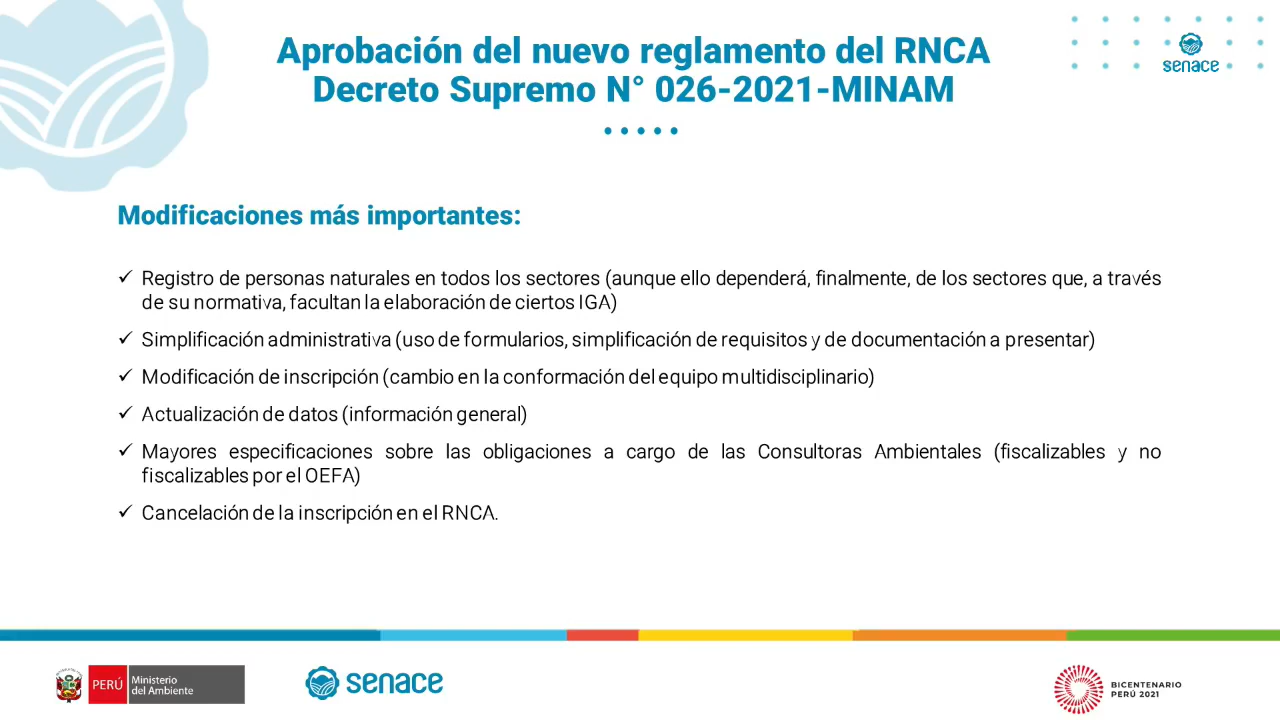 Aprobación del nuevo reglamento del RNCA
Decreto Supremo N° 026-2021-MINAM
senace
Modificaciones más importantes:
✓ Registro de personas naturales en todos los sectores (aunque ello dependerá, finalmente, de los sectores que, a través
de su normativa, facultan la elaboración de ciertos IGA)
✓ Simplificación administrativa (uso de formularios, simplificación de requisitos y de documentación a presentar)
✓ Modificación de inscripción (cambio en la conformación del equipo multidisciplinario)
✓ Actualización de datos (información general)
✓ Mayores especificaciones sobre las obligaciones a cargo de las Consultoras Ambientales (fiscalizables y no
fiscalizables por el OEFA)
✓ Cancelación de la inscripción en el RNCA.
PERÚ
Ministerio
del Ambiente
senace
BICENTENARIO
PERÚ 2021